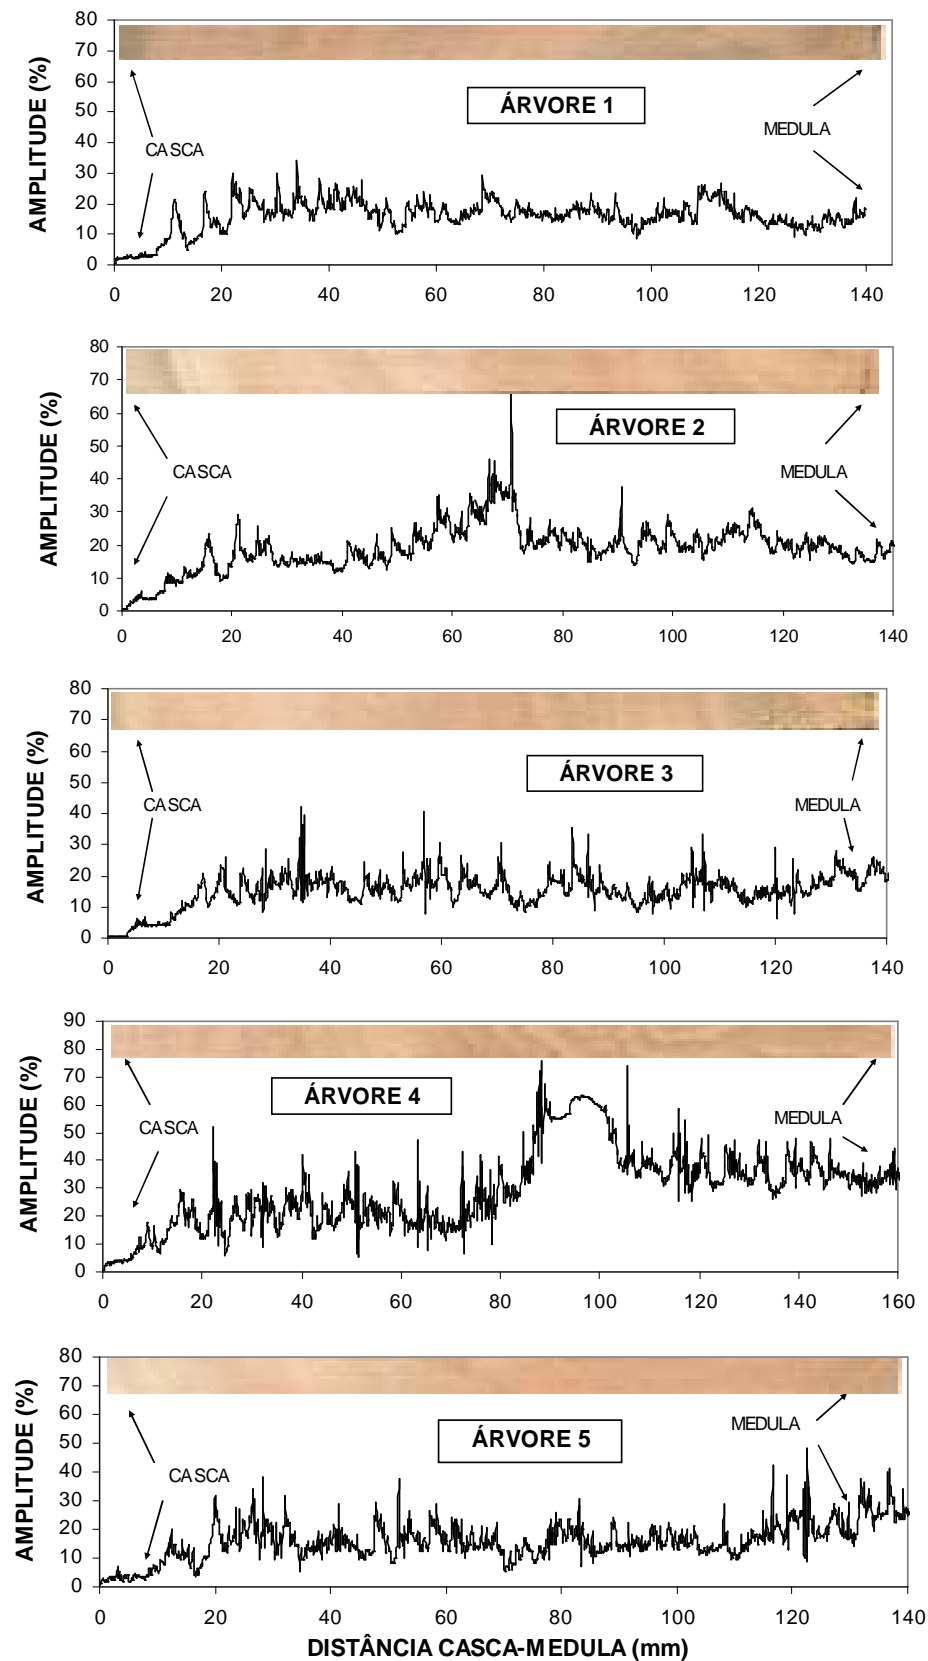 80
70
60
50
40
30
20
10
0
AMPLITUDE (%)
ÁRVORE 1
CASCA
MEDULA
0 20 40 60 80 100 120 140
80
70
60
50
40
30
20
10
0
AMPLITUDE (%)
ÁRVORE 2
CASCA
MEDULA
0 20 40 60 80 100 120 140
80
70
60
50
40
30
20
10
0
AMPLITUDE (%)
ÁRVORE 3
CASCA
MEDULA
0 20 40 60 80 100 120 140
90
80
70
60
50
40
30
20
10
0
AMPLITUDE (%)
ÁRVORE 4
CASCA
MEDULA
0 20 40 60 80 100 120 140 160
80
70
60
50
40
30
20
10
0
AMPLITUDE (%)
ÁRVORE 5
CASCA
MEDULA
0 20 40 60 80 100 120 140
DISTÂNCIA CASCA-MEDULA (mm)